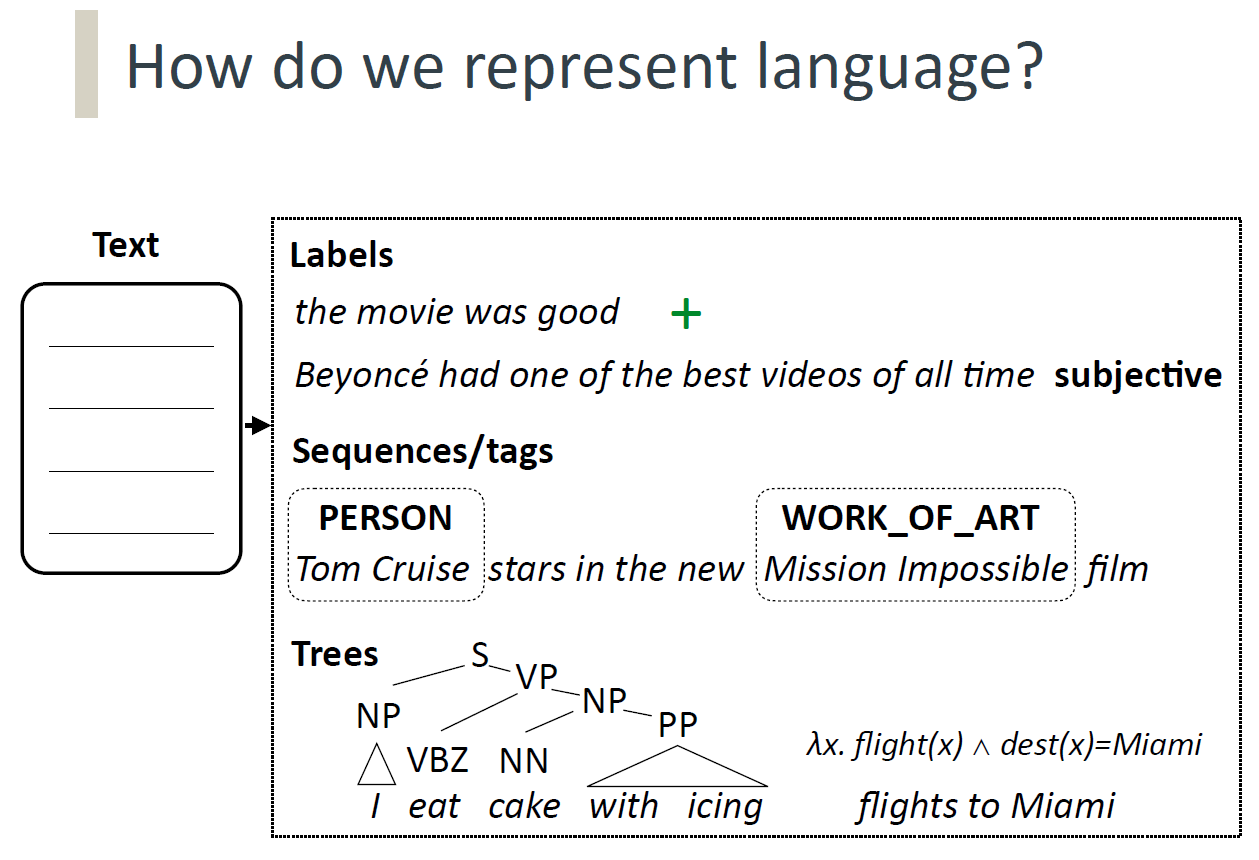 How do we represent language?
Text
Labels
the movie was good +
Beyoncé had one of the best videos of all time subjective
Sequences/tags
PERSON WORK_OF_ART
Tom Cruise stars in the new Mission Impossible film
Trees
S
VP
NP
NP
PP
VBZ NN
λx. flight(x) ∧ dest(x)=Miami
I eat cake with icing
flights to Miami